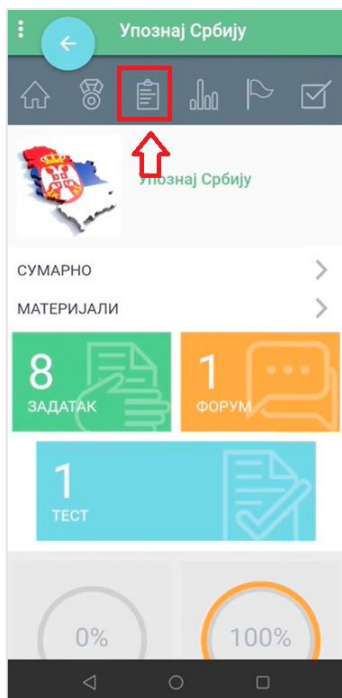 Упознај Србију
Упознај Србију
СУМАРНО
МАТЕРИЈАЛИ
8
ЗАДАТАК
1
ФОРУМ
1
ТЕСТ
0%
100%